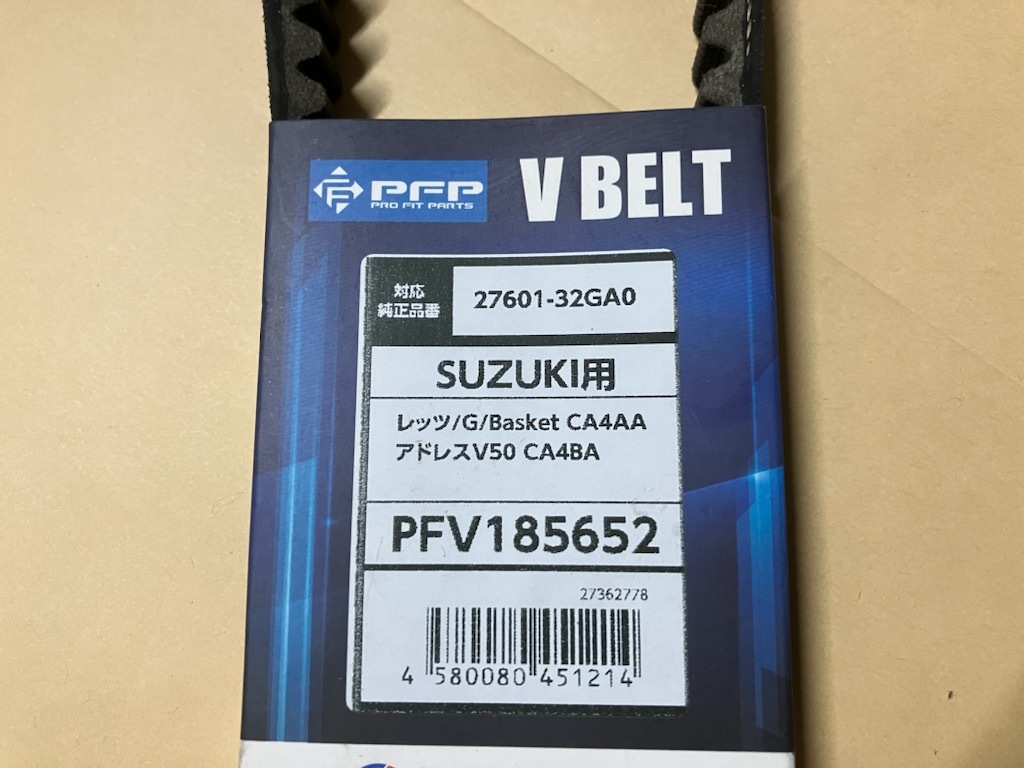 PFP
PRO FIT PARTS
V BELT
対応
純正品番
27601-32GA0
SUZUKI用
レッツ/G/Basket CA4AA
アドレスV50 CA4BA
PFV185652
27362778
4 580080 451214